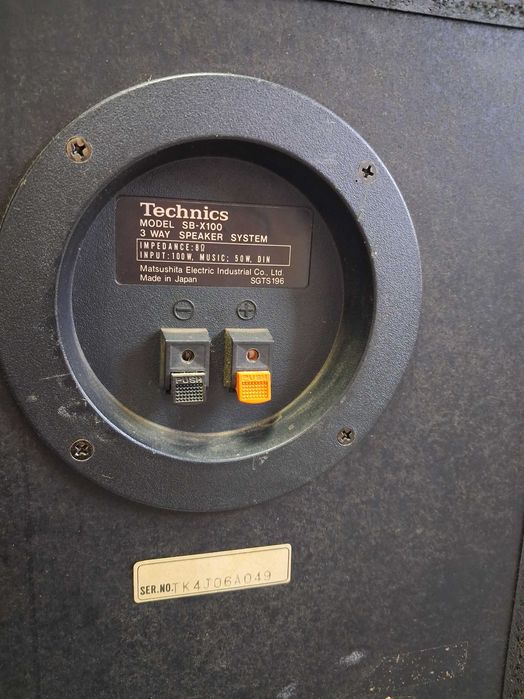 Technics
MODEL SB-X100
3 WAY SPEAKER SYSTEM
IMPEDANCE:8Ω
INPUT:100W, MUSIC; 50W, DIN
Matsushita Electric Industrial Co., Ltd.
Made in Japan SGTS196
⊖ ⊕
PUSH PUSH
SER.NO.TK4J06A049